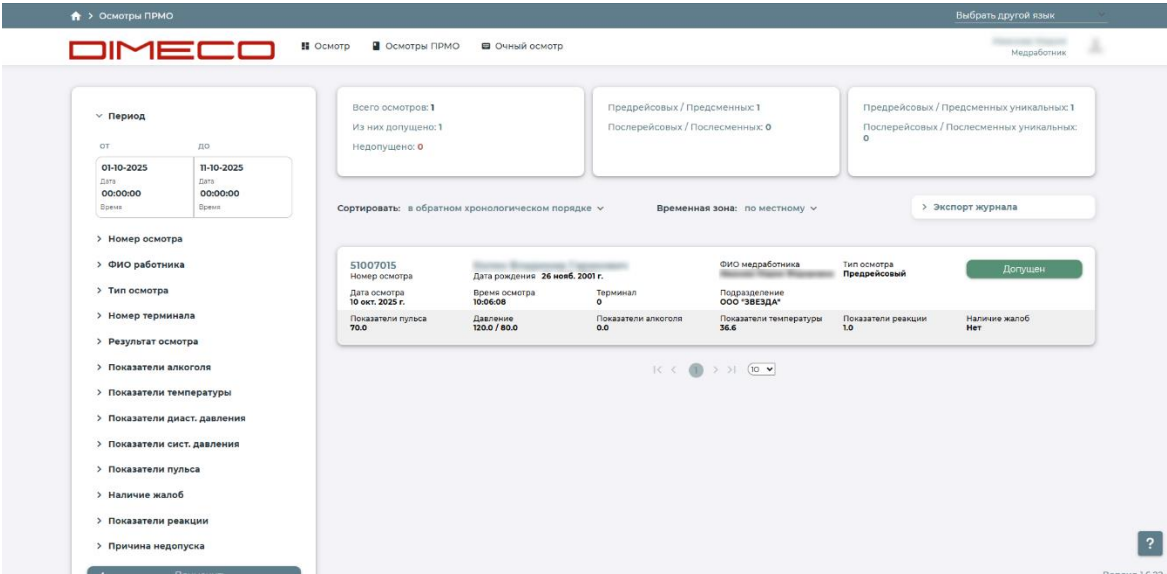 Осмотры ПРМО
Выбрать другой язык
DIMECO
Осмотр
Осмотры ПРМО
Очный осмотр
Медработник
Период
от
до
01-10-2025
11-10-2025
Дата
Дата
00:00:00
00:00:00
Время
Время
Номер осмотра
ФИО работника
Тип осмотра
Номер терминала
Результат осмотра
Показатели алкоголя
Показатели температуры
Показатели диаст. давления
Показатели сист. давления
Показатели пульса
Наличие жалоб
Показатели реакции
Причина недопуска
Всего осмотров: 1
Из них допущено: 1
Недопущено: 0
Предрейсовых / Предсменных: 1
Послерейсовых / Послесменных: 0
Предрейсовых / Предсменных уникальных: 1
Послерейсовых / Послесменных уникальных:
0
Сортировать: в обратном хронологическом порядке
Временная зона: по местному
Экспорт журнала
51007015
Номер осмотра
Дата рождения 26 нояб. 2001 г.
ФИО медработника
Тип осмотра
Предрейсовый
Допущен
Дата осмотра
10 окт. 2025 г.
Время осмотра
10:06:08
Терминал
0
Подразделение
ООО "ЗВЕЗДА"
Показатели пульса
70.0
Давление
120.0 / 80.0
Показатели алкоголя
0.0
Показатели температуры
36.6
Показатели реакции
1.0
Наличие жалоб
Нет
1
10
?